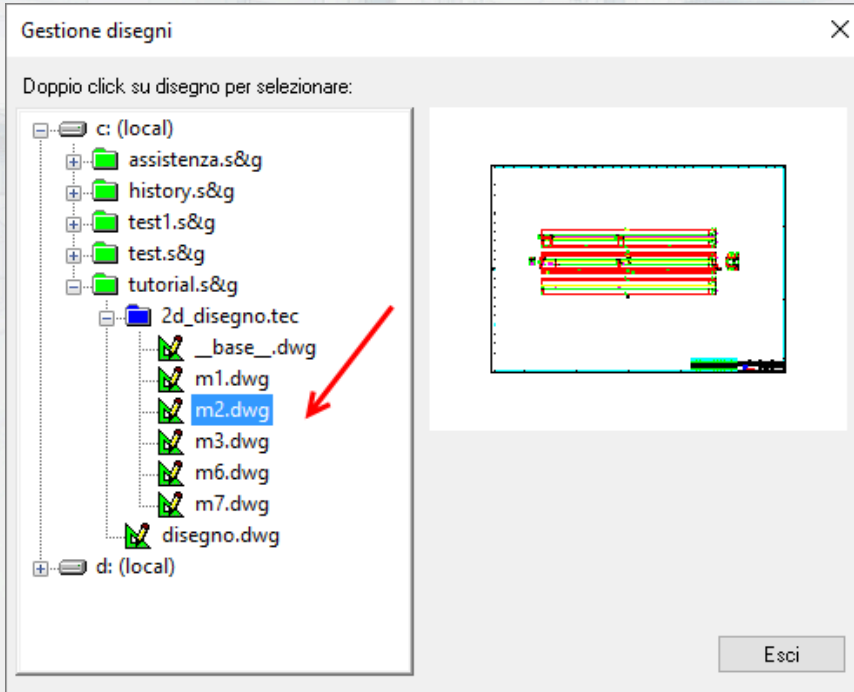 Gestione disegni
Doppio click su disegno per selezionare:
c: (local)
assistenza.s&g
history.s&g
test1.s&g
test.s&g
tutorial.s&g
2d_disegno.tec
__base__.dwg
m1.dwg
m2.dwg
m3.dwg
m6.dwg
m7.dwg
disegno.dwg
d: (local)
Esci